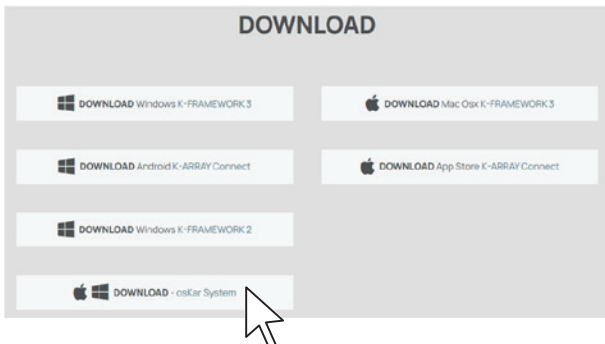 DOWNLOAD
DOWNLOAD Windows K-FRAMEWORK 3
DOWNLOAD Mac Osx K-FRAMEWORK 3
DOWNLOAD Android K-ARRAY Connect
DOWNLOAD App Store K-ARRAY Connect
DOWNLOAD Windows K-FRAMEWORK 2
DOWNLOAD - osKar System